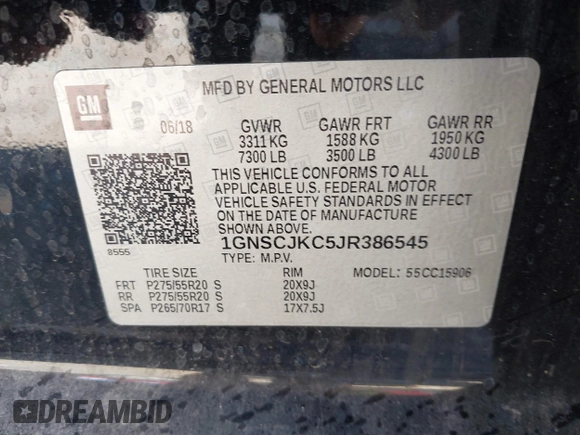 GM
MFD BY GENERAL MOTORS LLC
06/18 GVWR GAWR FRT GAWR RR
3311 KG 1588 KG 1950 KG
7300 LB 3500 LB 4300 LB
THIS VEHICLE CONFORMS TO ALL
APPLICABLE U.S. FEDERAL MOTOR
VEHICLE SAFETY STANDARDS IN EFFECT
ON THE DATE OF MANUFACTURE
SHOWN ABOVE.
1GNSCJKC5JR386545
8555
TYPE: M.P.V.
TIRE SIZE RIM MODEL: 55CC15906
FRT P275/55R20 S 20X9J
RR P275/55R20 S 20X9J
SPA P265/70R17 S 17X7.5J
DREAMBID